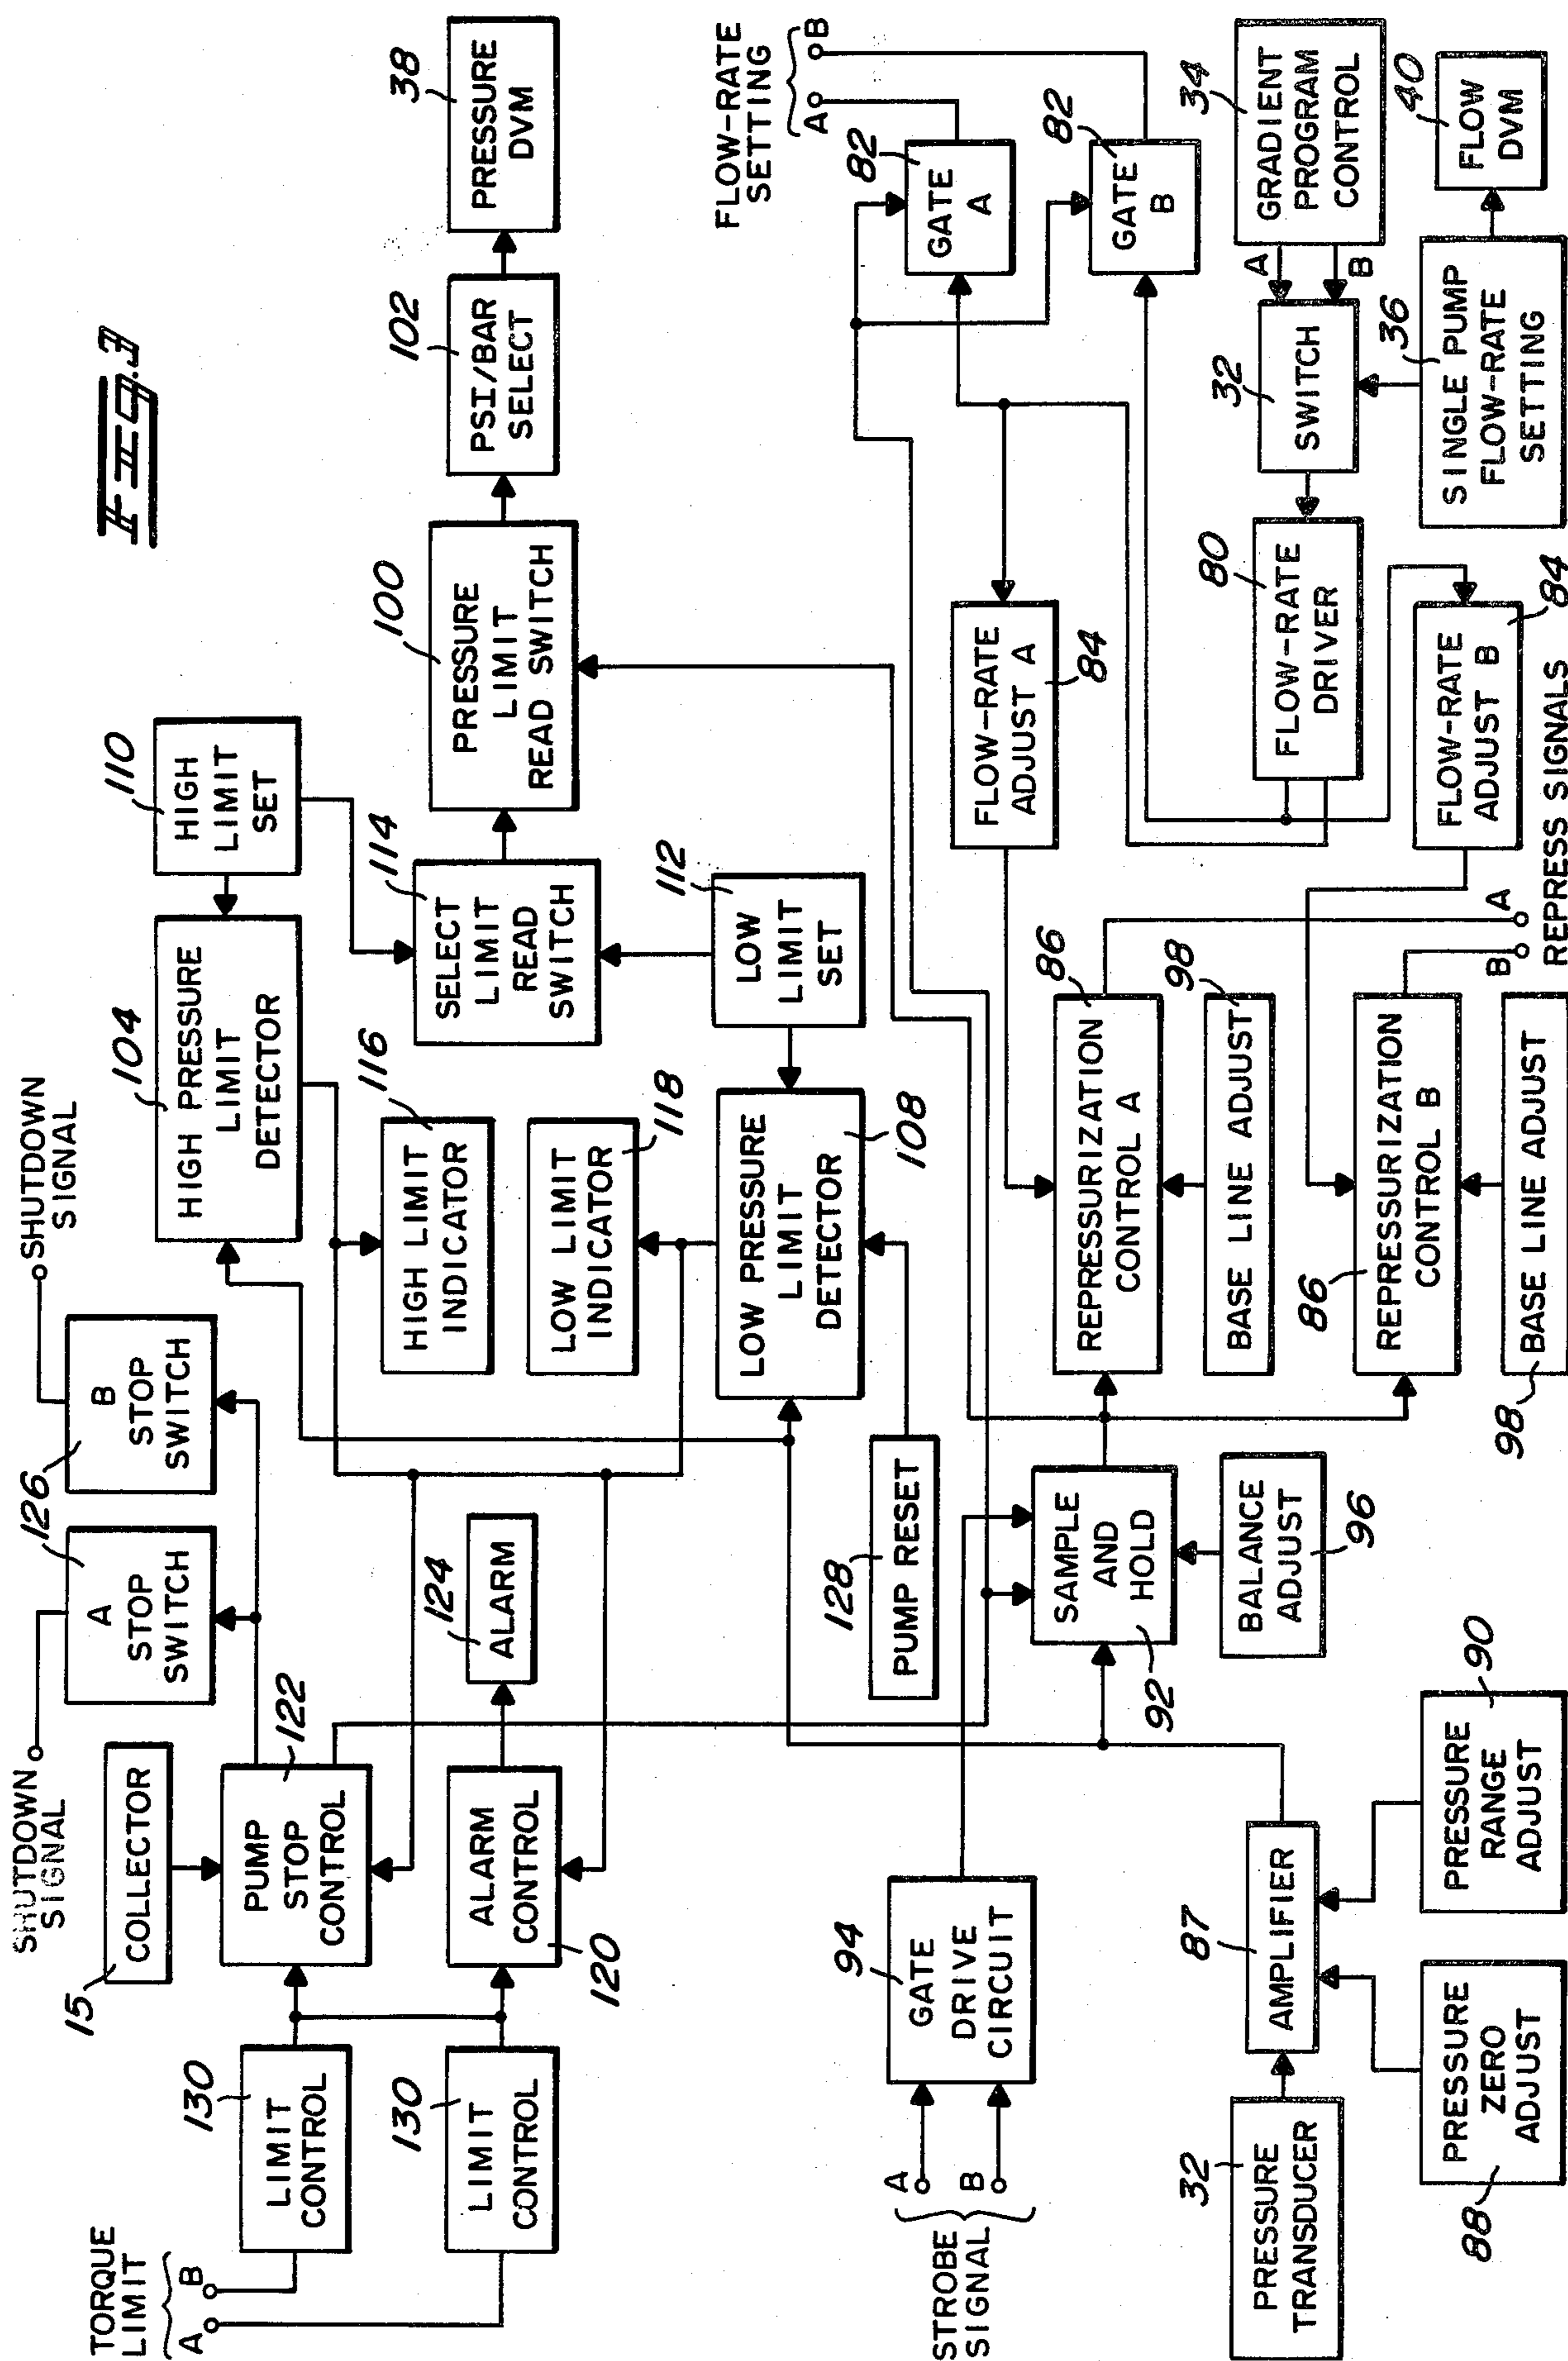 Fig. 3
SHUTDOWN
SIGNAL
SHUTDOWN
SIGNAL
15
COLLECTOR
126
A
STOP
SWITCH
B
STOP
SWITCH
TORQUE
LIMIT
A
B
130
LIMIT
CONTROL
130
LIMIT
CONTROL
122
PUMP
STOP
CONTROL
ALARM
CONTROL
120
124
ALARM
104
HIGH PRESSURE
LIMIT
DETECTOR
110
HIGH
LIMIT
SET
116
HIGH LIMIT
INDICATOR
LOW LIMIT
INDICATOR
118
114
SELECT
LIMIT
READ
SWITCH
100
PRESSURE
LIMIT
READ SWITCH
102
PSI/BAR
SELECT
38
PRESSURE
DVM
112
LOW
LIMIT
SET
LOW PRESSURE
LIMIT
DETECTOR
108
128
PUMP RESET
FLOW-RATE
SETTING
A
B
82
GATE
A
82
GATE
B
FLOW-RATE
ADJUST A
84
STROBE
SIGNAL
A
B
94
GATE
DRIVE
CIRCUIT
SAMPLE
AND
HOLD
92
BALANCE
ADJUST
96
86
REPRESSURIZATION
CONTROL A
98
BASE LINE ADJUST
86
REPRESSURIZATION
CONTROL B
98
BASE LINE ADJUST
B
A
REPRESS SIGNALS
32
PRESSURE
TRANSDUCER
87
AMPLIFIER
PRESSURE
ZERO
ADJUST
88
90
PRESSURE
RANGE
ADJUST
80
FLOW-RATE
DRIVER
FLOW-RATE
ADJUST B
84
32
SWITCH
A
B
34
GRADIENT
PROGRAM
CONTROL
36
SINGLE PUMP
FLOW-RATE
SETTING
40
FLOW
DVM